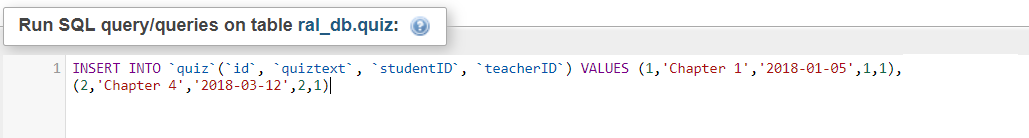 Run SQL query/queries on table ral_db.quiz:
1 INSERT INTO `quiz`(`id`, `quiztext`, `studentID`, `teacherID`) VALUES (1,'Chapter 1','2018-01-05',1,1),
(2,'Chapter 4','2018-03-12',2,1)